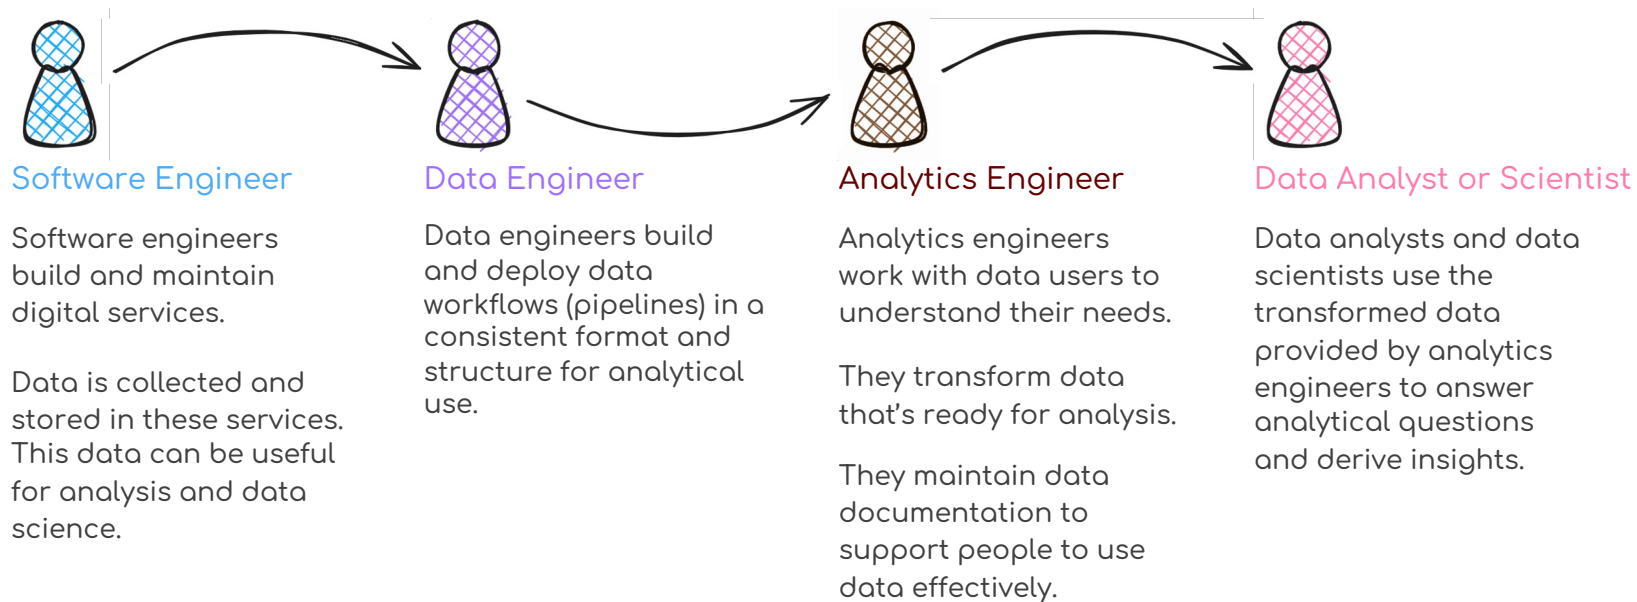 Software Engineer
Software engineers
build and maintain
digital services.
Data is collected and
stored in these services.
This data can be useful
for analysis and data
science.
Data Engineer
Data engineers build
and deploy data
workflows (pipelines) in a
consistent format and
structure for analytical
use.
Analytics Engineer
Analytics engineers
work with data users to
understand their needs.
They transform data
that's ready for analysis.
They maintain data
documentation to
support people to use
data effectively.
Data Analyst or Scientist
Data analysts and data
scientists use the
transformed data
provided by analytics
engineers to answer
analytical questions
and derive insights.